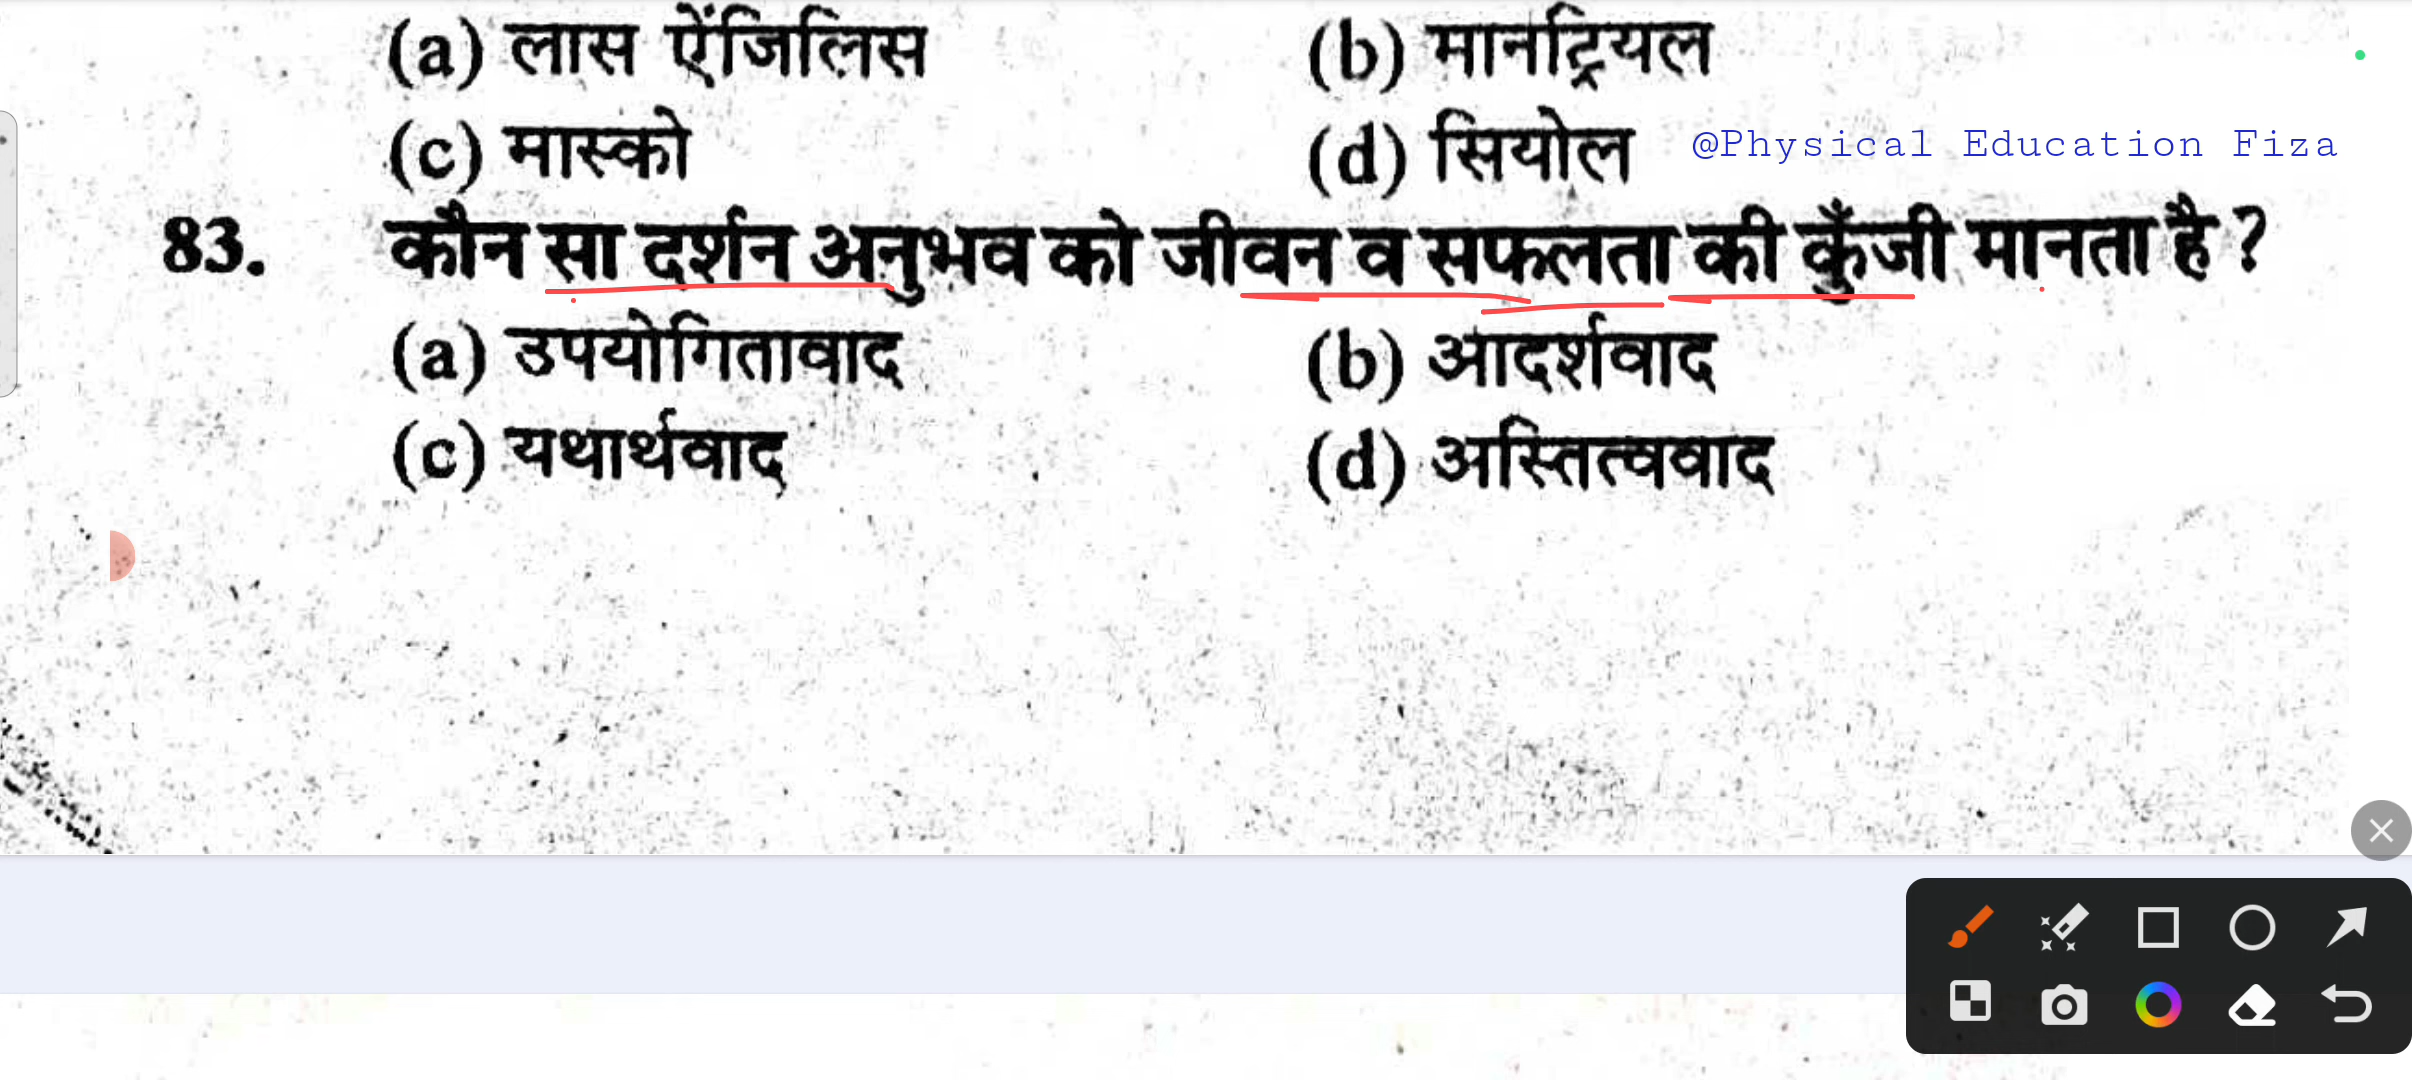 (a) लास ऐंजिलिस (b) मानट्रियल
(c) मास्को (d) सियोल @Physical Education Fiza
83. कौन सा दर्शन अनुभव को जीवन व सफलता की कुँजी मानता है ?
(a) उपयोगितावाद (b) आदर्शवाद
(c) यथार्थवाद (d) अस्तित्ववाद